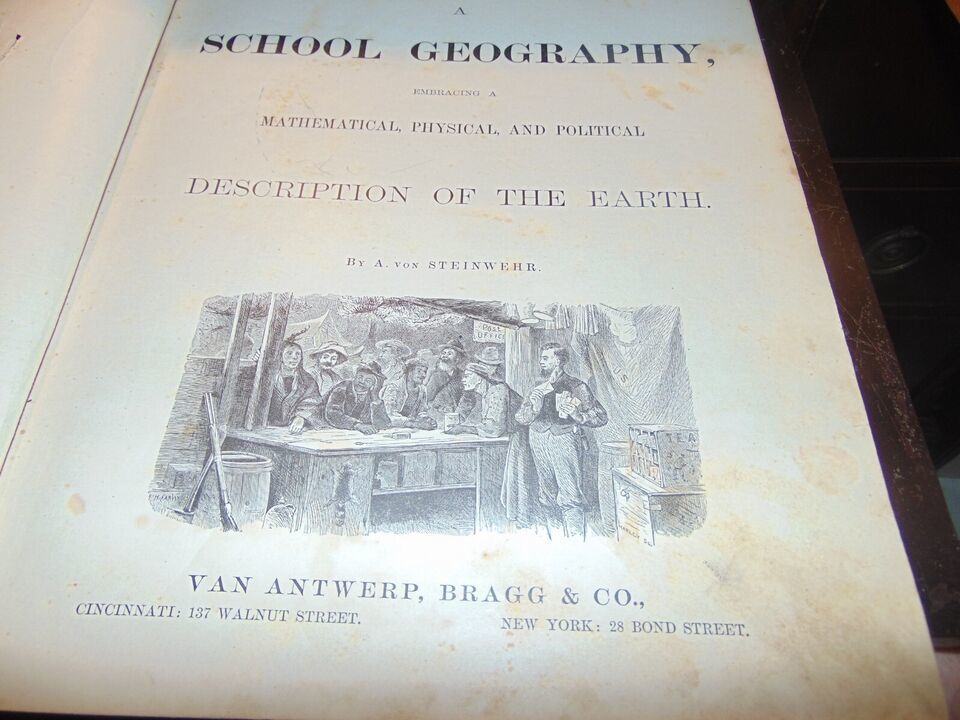 A
SCHOOL GEOGRAPHY,
EMBRACING A
MATHEMATICAL, PHYSICAL, AND POLITICAL
DESCRIPTION OF THE EARTH.
BY A. VON STEINWEHR.
POST
OFFICE
US
TEA
VAN ANTWERP, BRAGG & CO.,
CINCINNATI: 137 WALNUT STREET.
NEW YORK: 28 BOND STREET.